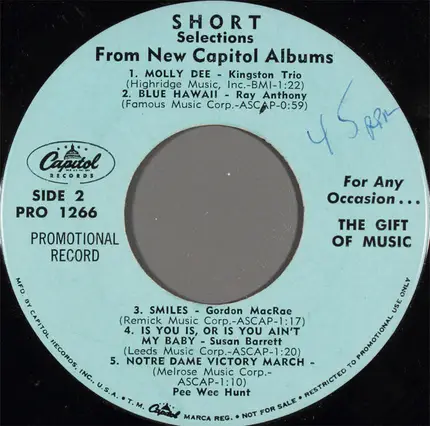 SHORT
Selections
From New Capitol Albums
1. MOLLY DEE - Kingston Trio
(Highridge Music, Inc.-BMI-1:22)
2. BLUE HAWAII - Ray Anthony
(Famous Music Corp.-ASCAP-0:59)
45 RPM
Capitol
RECORDS
SIDE 2
PRO 1266
PROMOTIONAL
RECORD
For Any
Occasion...
THE GIFT
OF MUSIC
3. SMILES - Gordon MacRae
(Remick Music Corp.-ASCAP-1:17)
4. IS YOU IS, OR IS YOU AIN'T
MY BABY - Susan Barrett
(Leeds Music Corp.-ASCAP-1:20)
5. NOTRE DAME VICTORY MARCH -
(Melrose Music Corp.-
ASCAP-1:10)
Pee Wee Hunt
MFG. BY CAPITOL RECORDS, INC., U.S.A. • T.M. Capitol MARCA REG. • NOT FOR SALE • RESTRICTED TO PROMOTIONAL USE ONLY